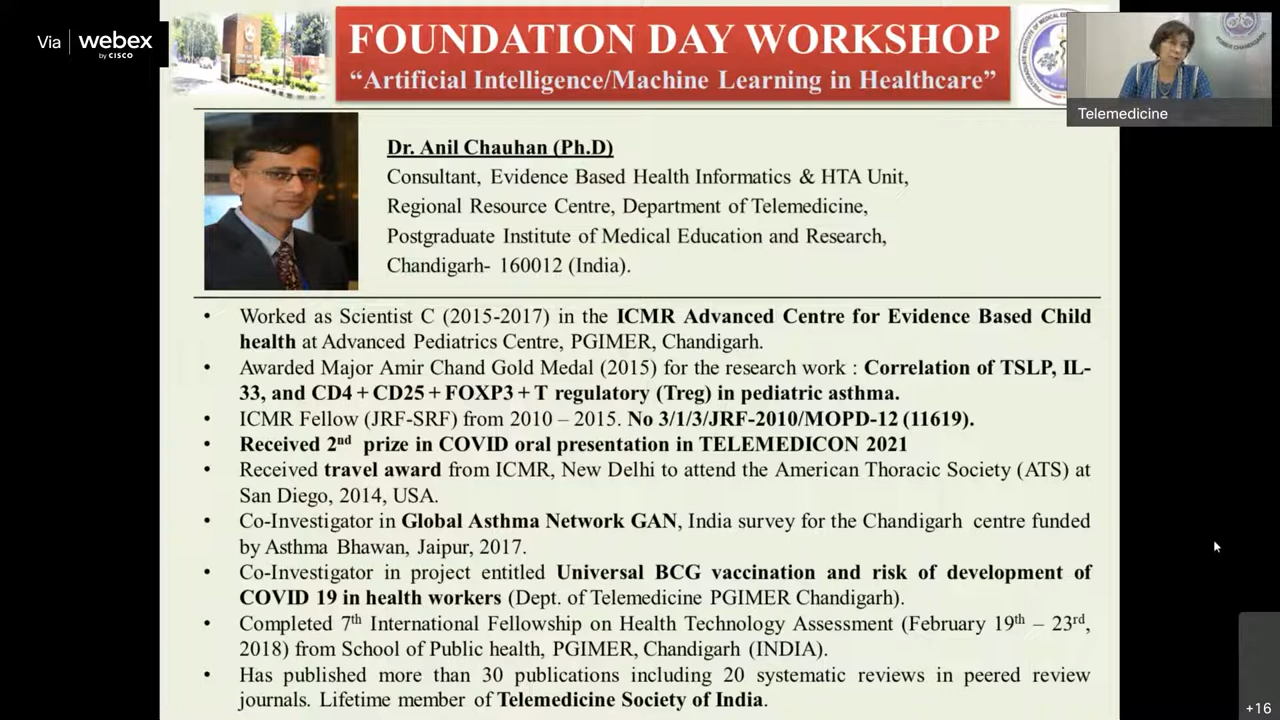 Via webex
by CISCO
FOUNDATION DAY WORKSHOP
“Artificial Intelligence/Machine Learning in Healthcare”
Telemedicine
Dr. Anil Chauhan (Ph.D)
Consultant, Evidence Based Health Informatics & HTA Unit,
Regional Resource Centre, Department of Telemedicine,
Postgraduate Institute of Medical Education and Research,
Chandigarh- 160012 (India).
• Worked as Scientist C (2015-2017) in the ICMR Advanced Centre for Evidence Based Child
health at Advanced Pediatrics Centre, PGIMER, Chandigarh.
• Awarded Major Amir Chand Gold Medal (2015) for the research work : Correlation of TSLP, IL-
33, and CD4+CD25+FOXP3+T regulatory (Treg) in pediatric asthma.
• ICMR Fellow (JRF-SRF) from 2010 – 2015. No 3/1/3/JRF-2010/MOPD-12 (11619).
• Received 2nd prize in COVID oral presentation in TELEMEDICON 2021
• Received travel award from ICMR, New Delhi to attend the American Thoracic Society (ATS) at
San Diego, 2014, USA.
• Co-Investigator in Global Asthma Network GAN, India survey for the Chandigarh centre funded
by Asthma Bhawan, Jaipur, 2017.
• Co-Investigator in project entitled Universal BCG vaccination and risk of development of
COVID 19 in health workers (Dept. of Telemedicine PGIMER Chandigarh).
• Completed 7th International Fellowship on Health Technology Assessment (February 19th – 23rd,
2018) from School of Public health, PGIMER, Chandigarh (INDIA).
• Has published more than 30 publications including 20 systematic reviews in peered review
journals. Lifetime member of Telemedicine Society of India.
+16